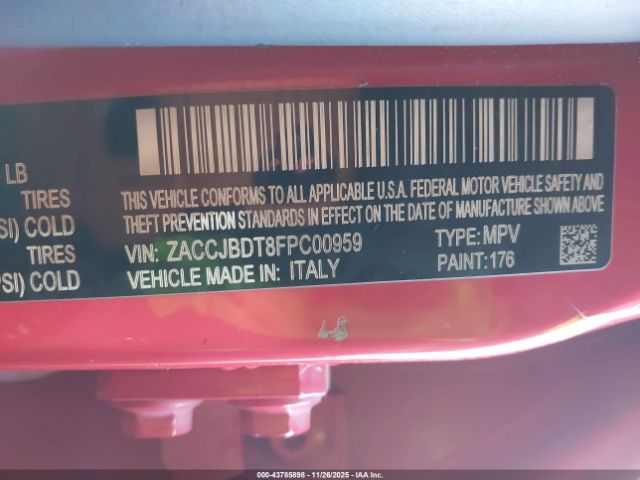 LB
TIRES
SI) COLD
TIRES
PSI) COLD
THIS VEHICLE CONFORMS TO ALL APPLICABLE U.S.A. FEDERAL MOTOR VEHICLE SAFETY AND
THEFT PREVENTION STANDARDS IN EFFECT ON THE DATE OF MANUFACTURE SHOWN ABOVE.
VIN: ZACCJBDT8FPC00959 TYPE: MPV
VEHICLE MADE IN: ITALY PAINT: 176
000-43785898 - 11/26/2025 - IAA Inc.